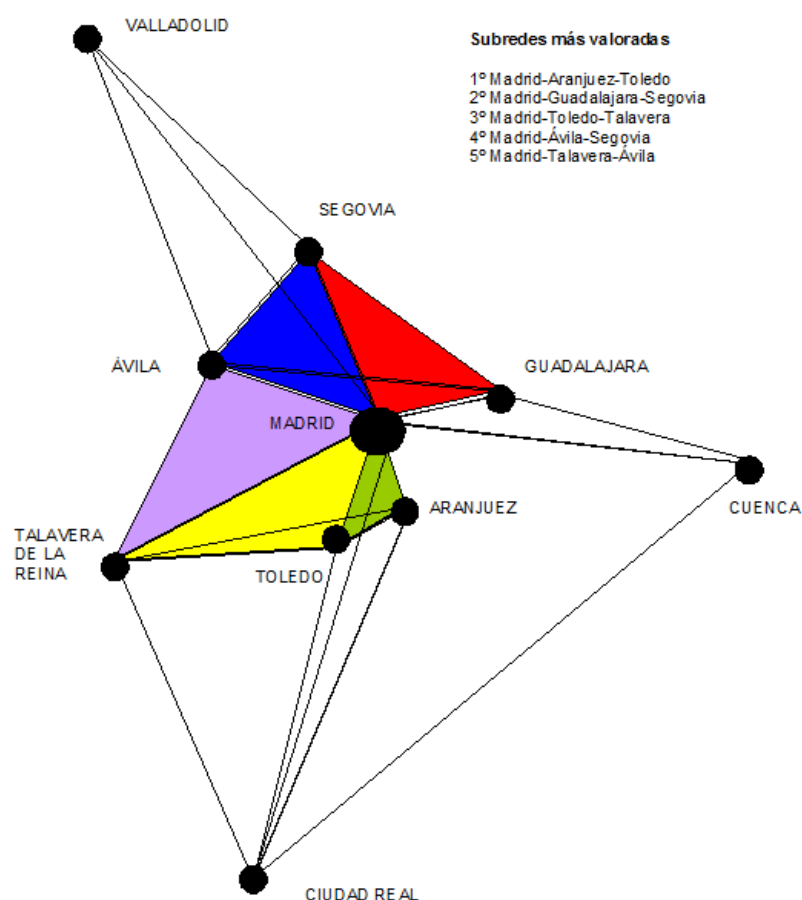 VALLADOLID
Subredes más valoradas
1º Madrid-Aranjuez-Toledo
2º Madrid-Guadalajara-Segovia
3º Madrid-Toledo-Talavera
4º Madrid-Ávila-Segovia
5º Madrid-Talavera-Ávila
SEGOVIA
ÁVILA
GUADALAJARA
MADRID
CUENCA
ARANJUEZ
TALAVERA
DE LA
REINA
TOLEDO
CIUDAD REAL